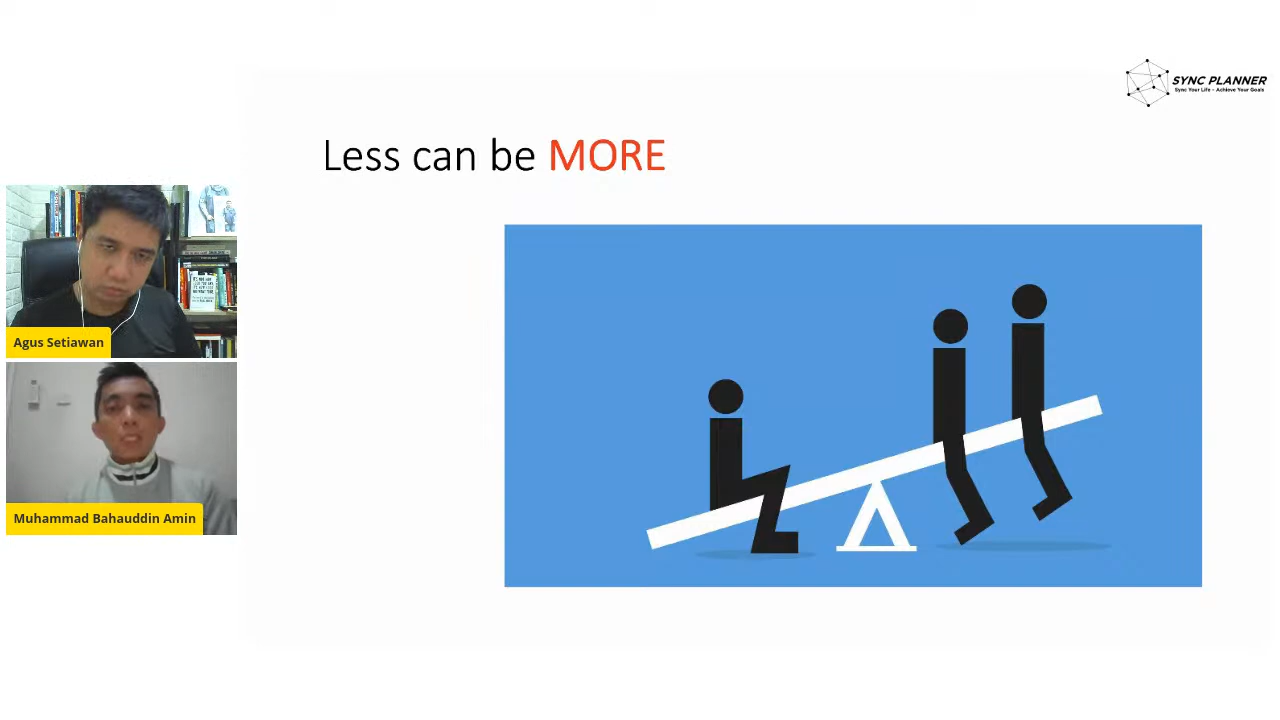 SYNC PLANNER
Sync Your Life - Achieve Your Goals
Less can be MORE
Agus Setiawan
Muhammad Bahauddin Amin